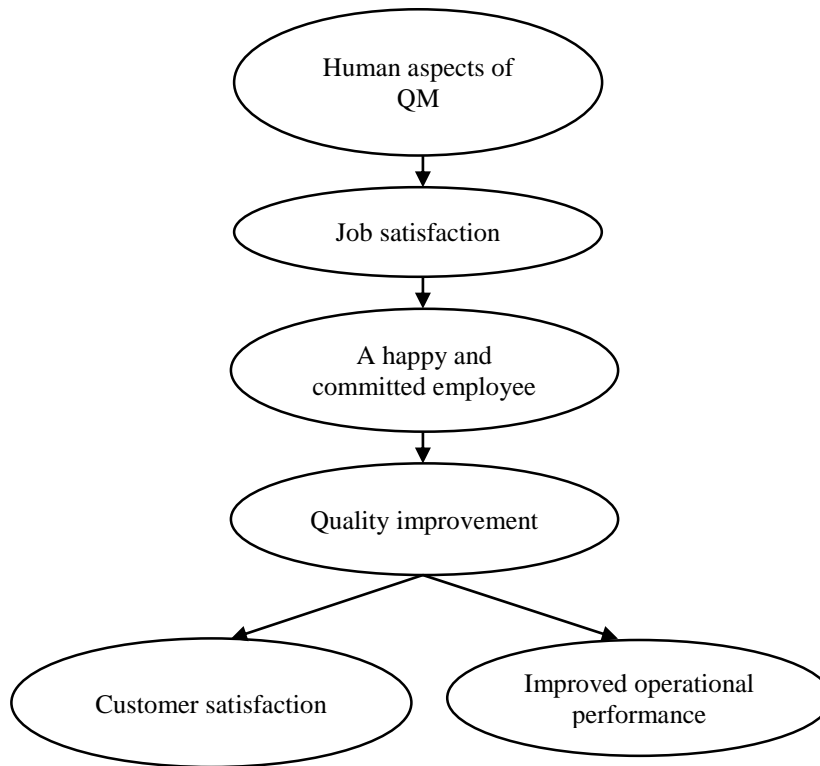 Human aspects of
QM
Job satisfaction
A happy and
committed employee
Quality improvement
Customer satisfaction
Improved operational
performance